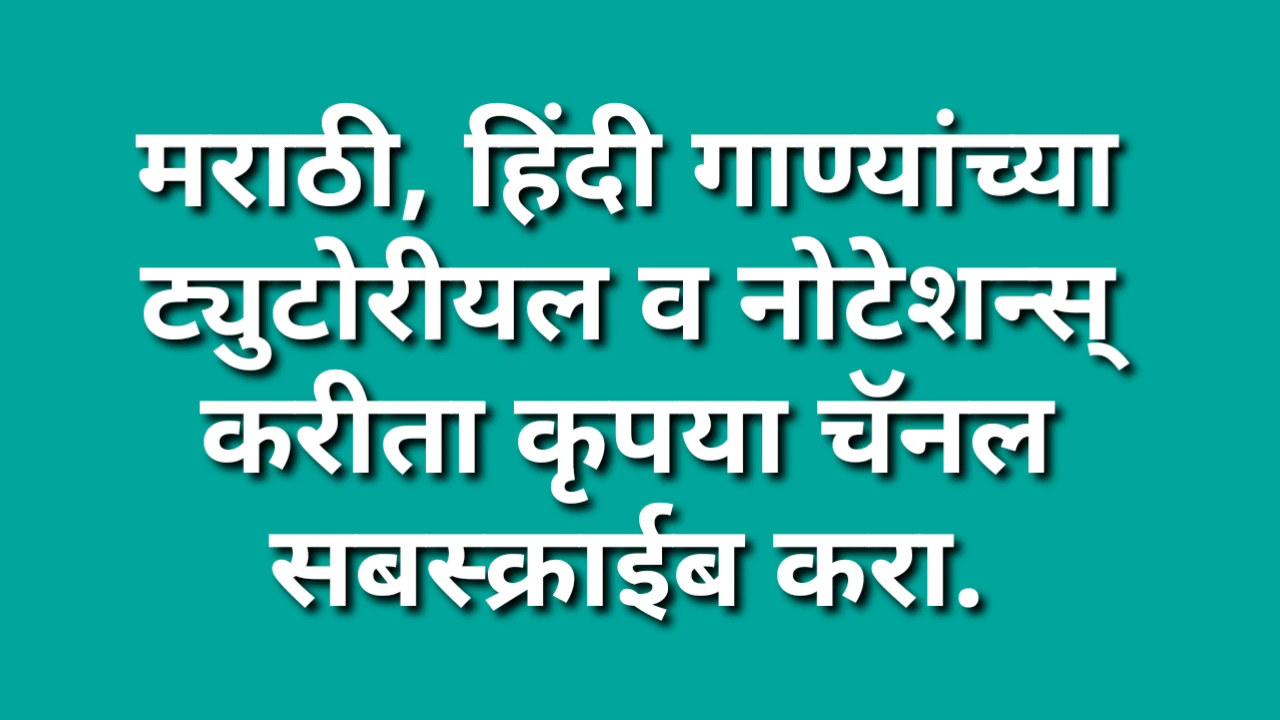 मराठी, हिंदी गाण्यांच्या
ट्युटोरीयल व नोटेशन्स्
करीता कृपया चॅनल
सबस्क्राईब करा.